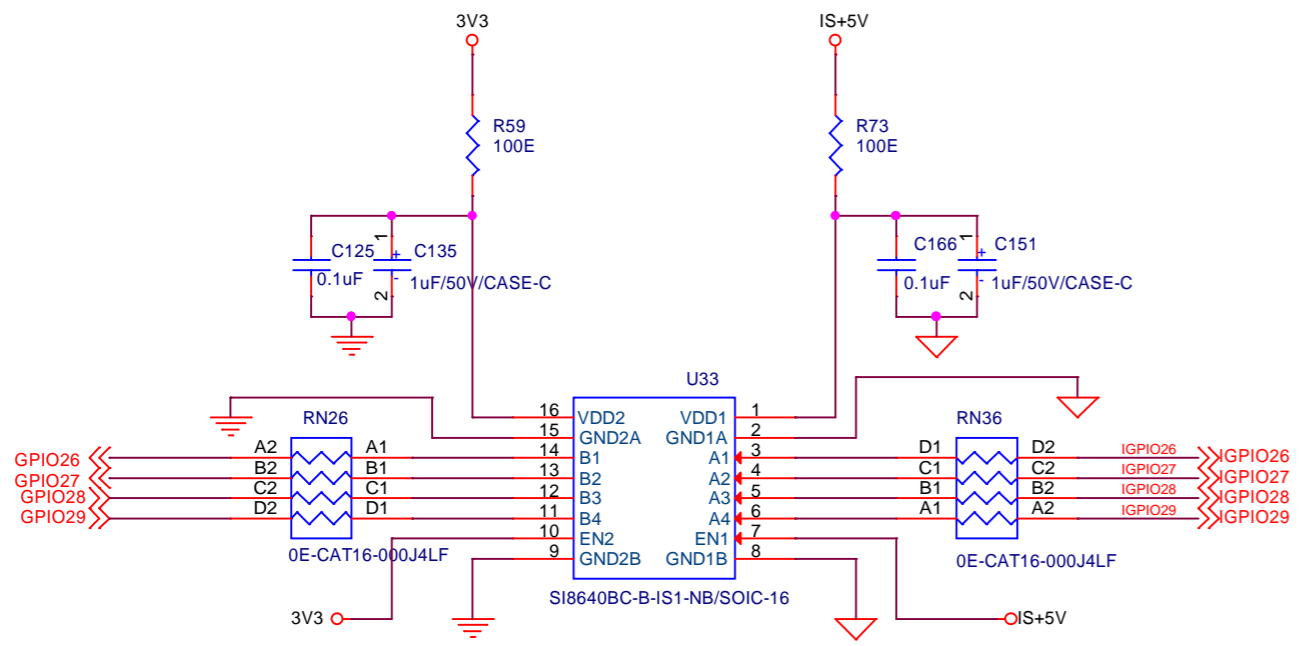 3V3
IS+5V
R59
100E
R73
100E
C125
0.1uF
1
2
C135
1uF/50V/CASE-C
C166
0.1uF
1
2
C151
1uF/50V/CASE-C
U33
RN26
RN36
16 VDD2 VDD1 1
15 GND2A GND1A 2
GPIO26 A2 A1 14 B1 A1 3 D1 D2 IGPIO26 IGPIO26
GPIO27 B2 B1 13 B2 A2 4 C1 C2 IGPIO27 IGPIO27
GPIO28 C2 C1 12 B3 A3 5 B1 B2 IGPIO28 IGPIO28
GPIO29 D2 D1 11 B4 A4 6 A1 A2 IGPIO29 IGPIO29
10 EN2 EN1 7
9 GND2B GND1B 8
0E-CAT16-000J4LF
0E-CAT16-000J4LF
SI8640BC-B-IS1-NB/SOIC-16
3V3
IS+5V